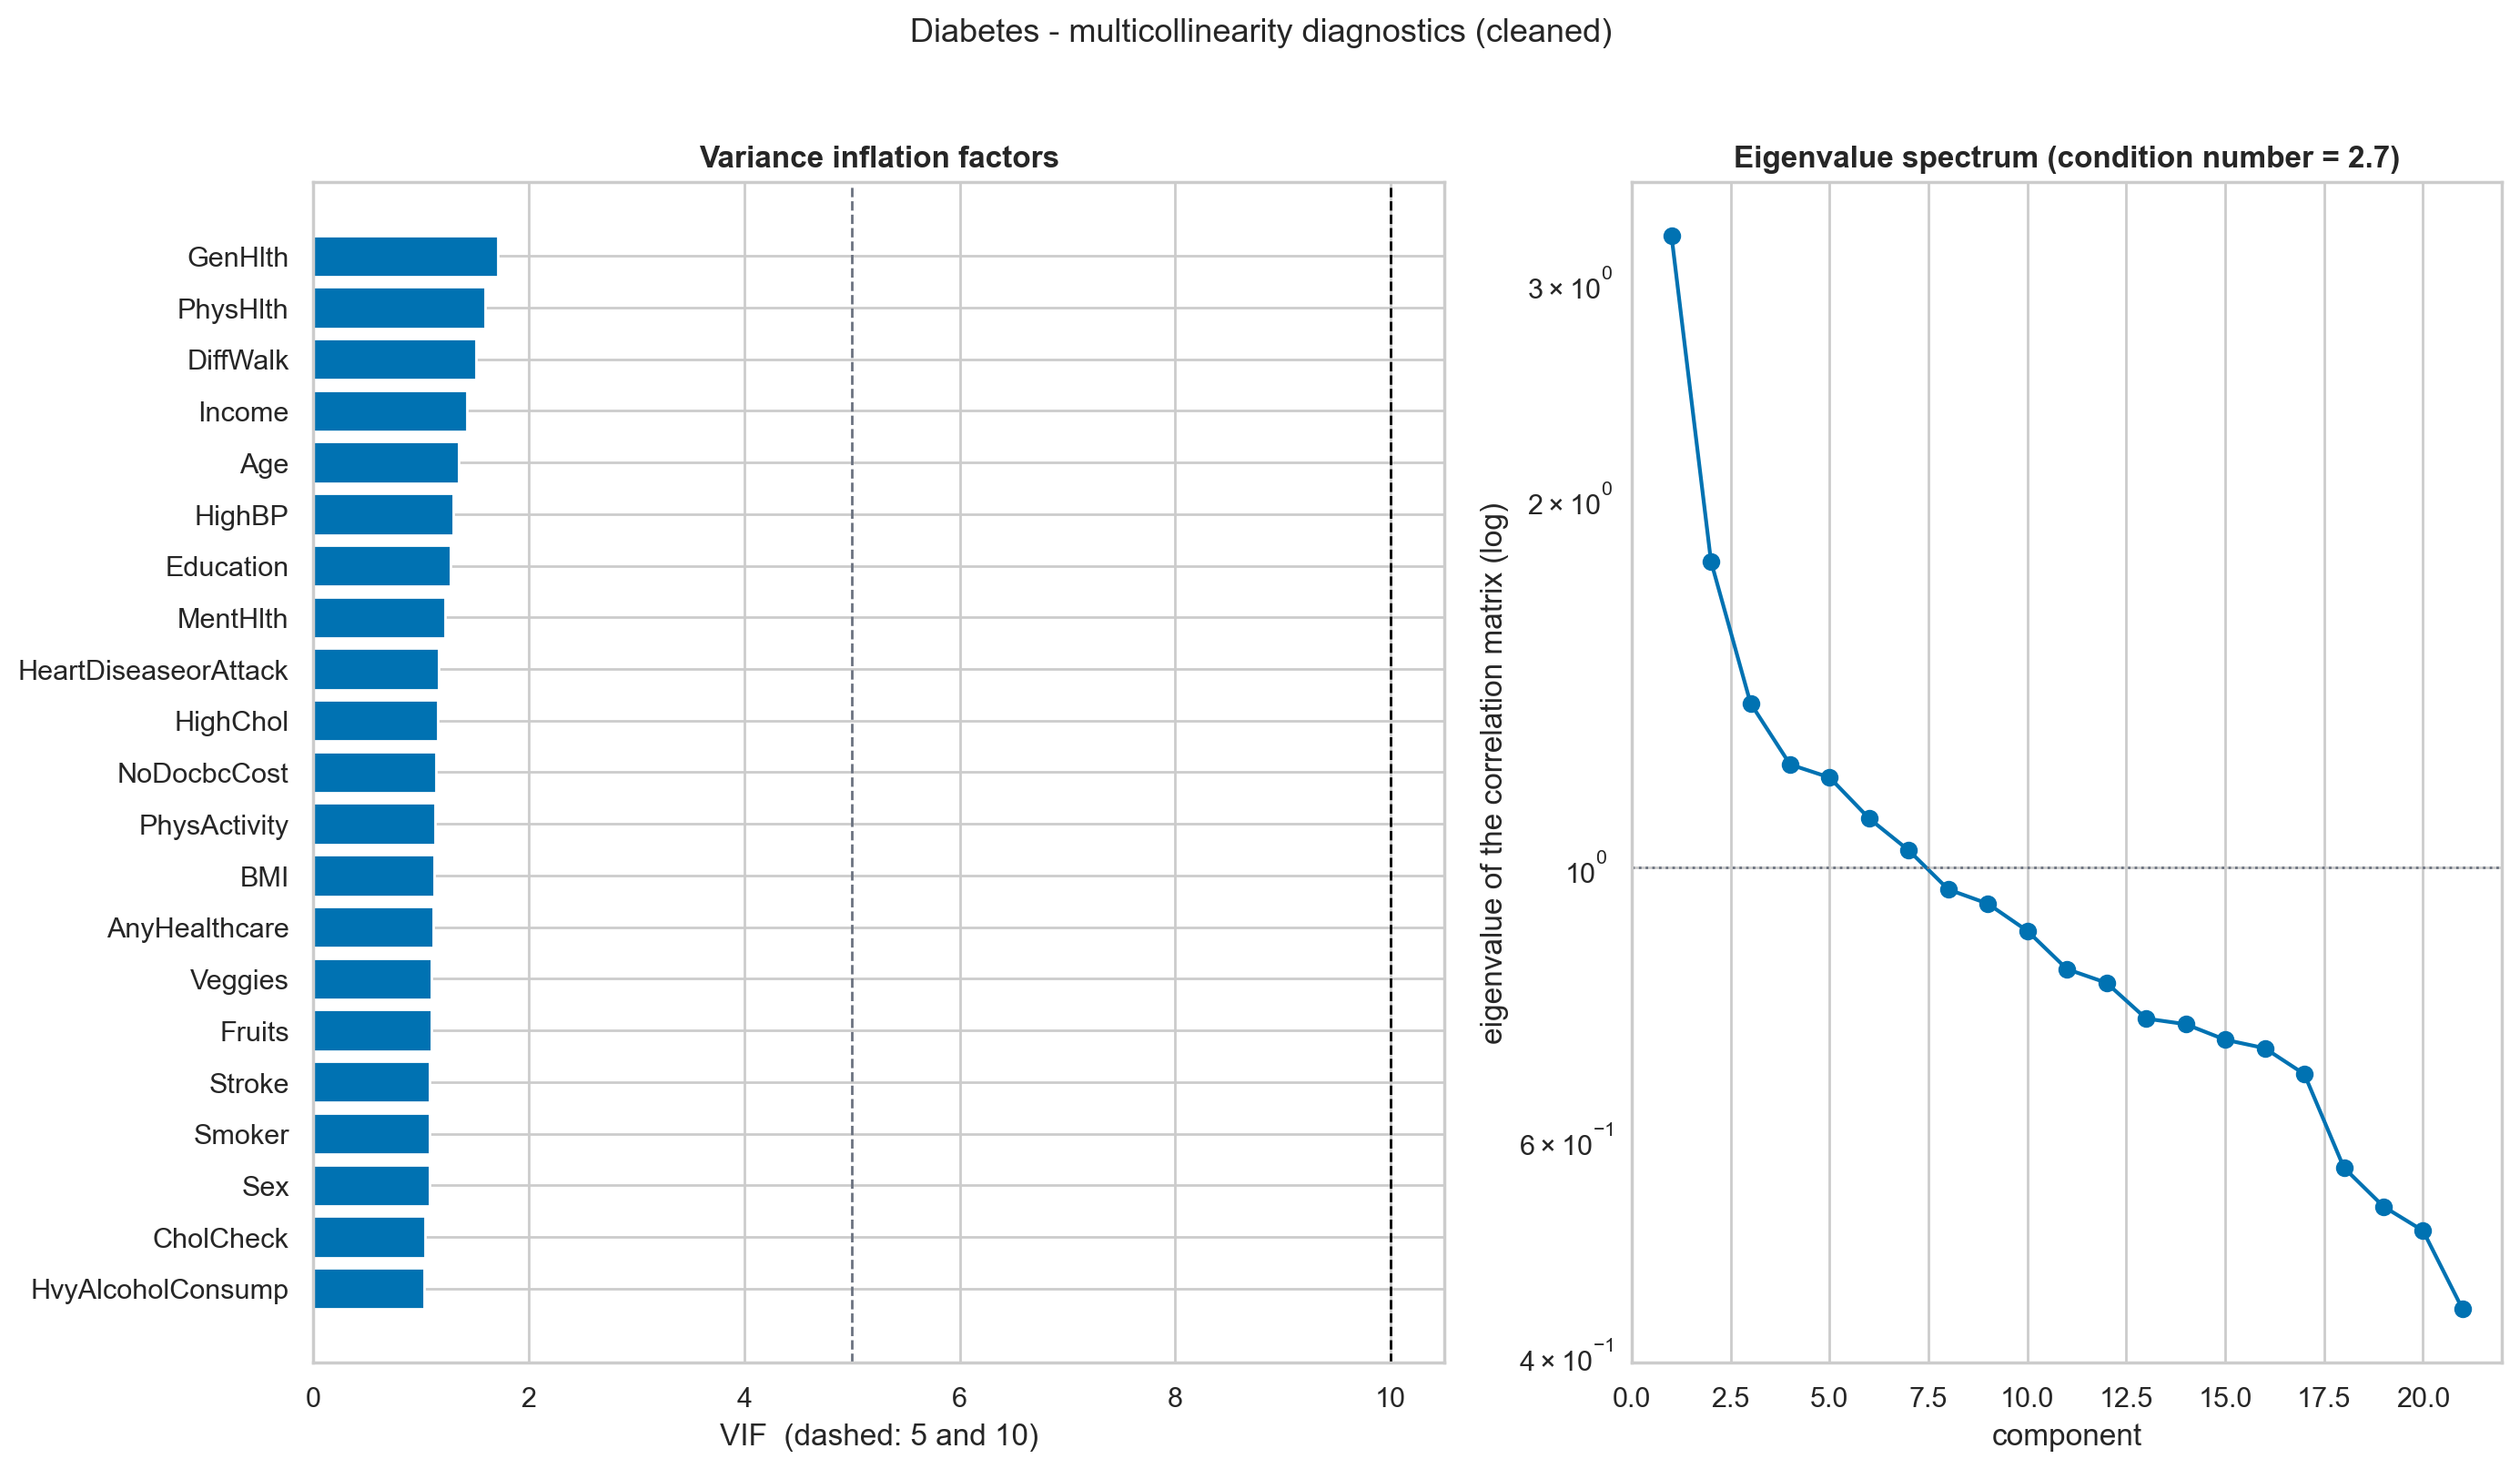 Diabetes - multicollinearity diagnostics (cleaned)
Variance inflation factors
GenHlth
PhysHlth
DiffWalk
Income
Age
HighBP
Education
MentHlth
HeartDiseaseorAttack
HighChol
NoDocbcCost
PhysActivity
BMI
AnyHealthcare
Veggies
Fruits
Stroke
Smoker
Sex
CholCheck
HvyAlcoholConsump
0 2 4 6 8 10
VIF  (dashed: 5 and 10)
Eigenvalue spectrum (condition number = 2.7)
eigenvalue of the correlation matrix (log)
3 × 10⁰
2 × 10⁰
10⁰
6 × 10⁻¹
4 × 10⁻¹
0.0 2.5 5.0 7.5 10.0 12.5 15.0 17.5 20.0
component